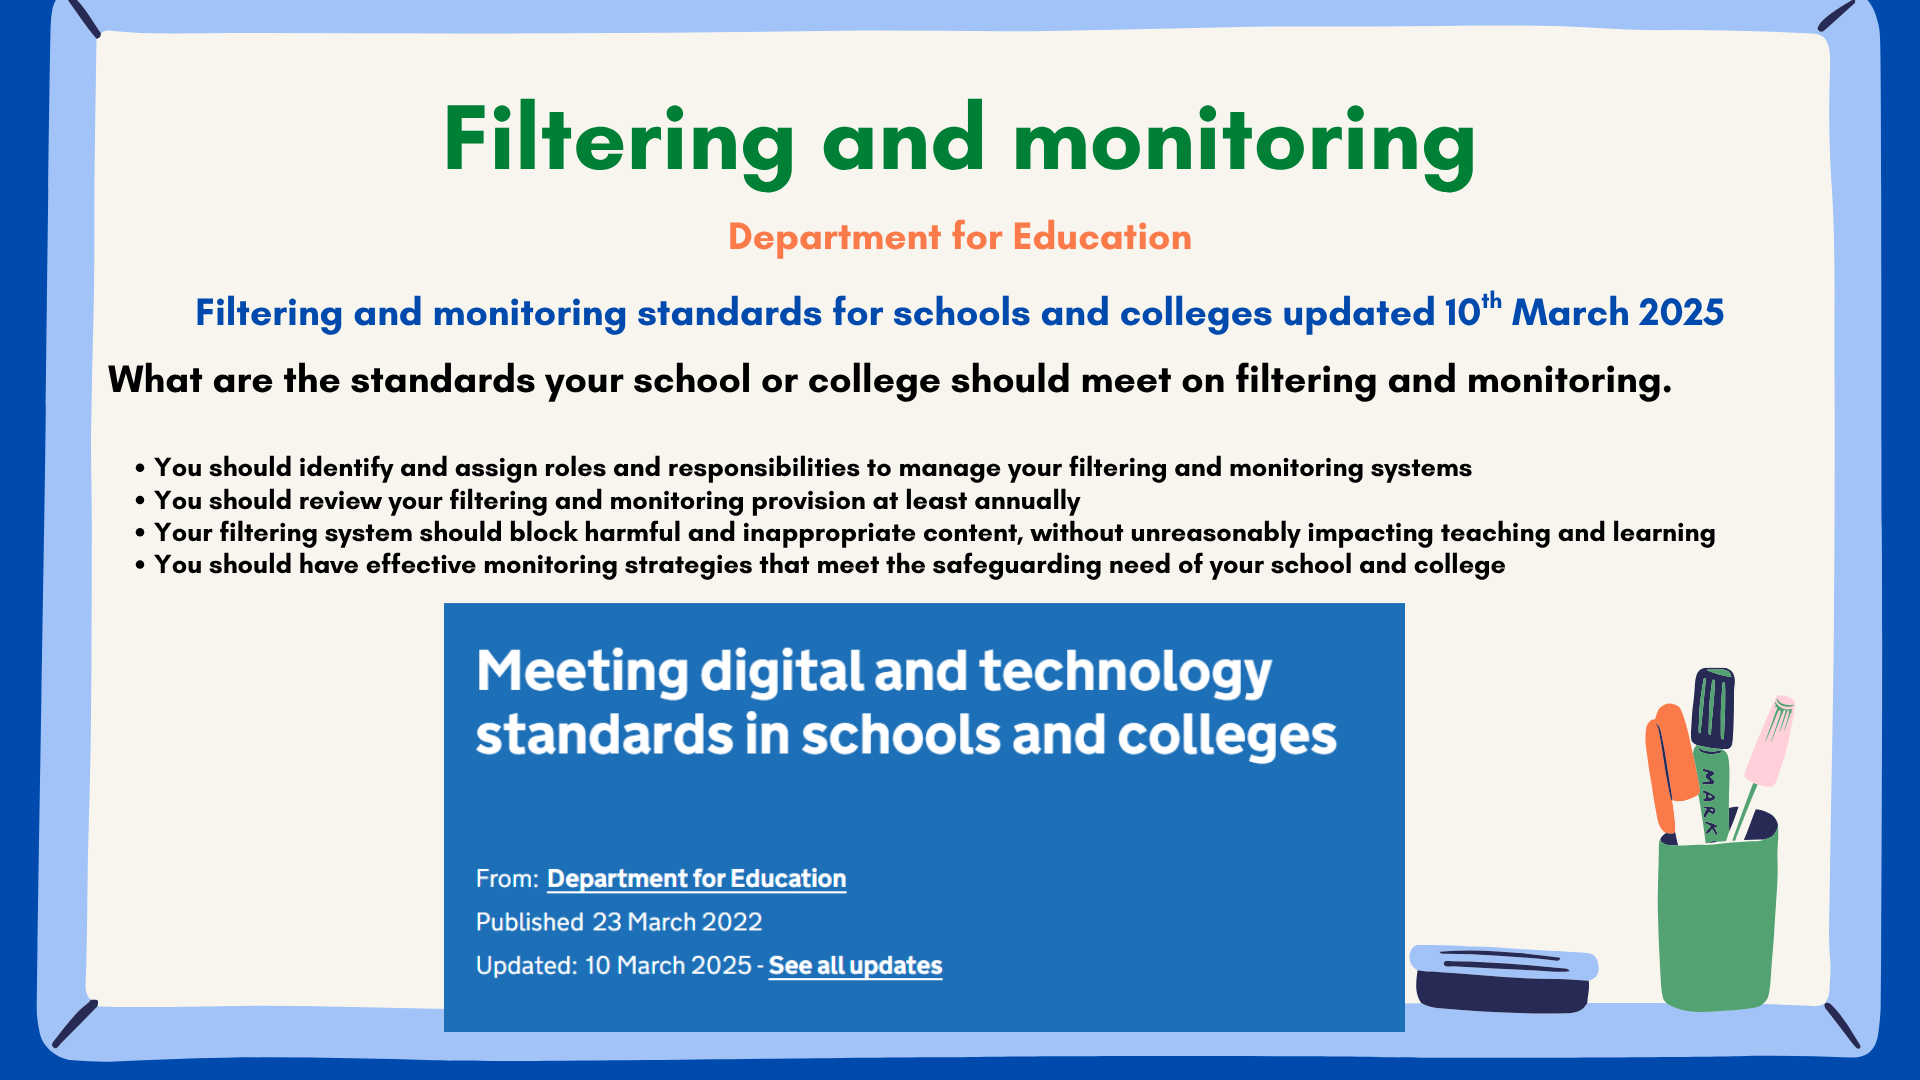 Filtering and monitoring
Department for Education
Filtering and monitoring standards for schools and colleges updated 10th March 2025
What are the standards your school or college should meet on filtering and monitoring.
• You should identify and assign roles and responsibilities to manage your filtering and monitoring systems
• You should review your filtering and monitoring provision at least annually
• Your filtering system should block harmful and inappropriate content, without unreasonably impacting teaching and learning
• You should have effective monitoring strategies that meet the safeguarding need of your school and college
Meeting digital and technology
standards in schools and colleges
From: Department for Education
Published 23 March 2022
Updated: 10 March 2025 - See all updates
MARK